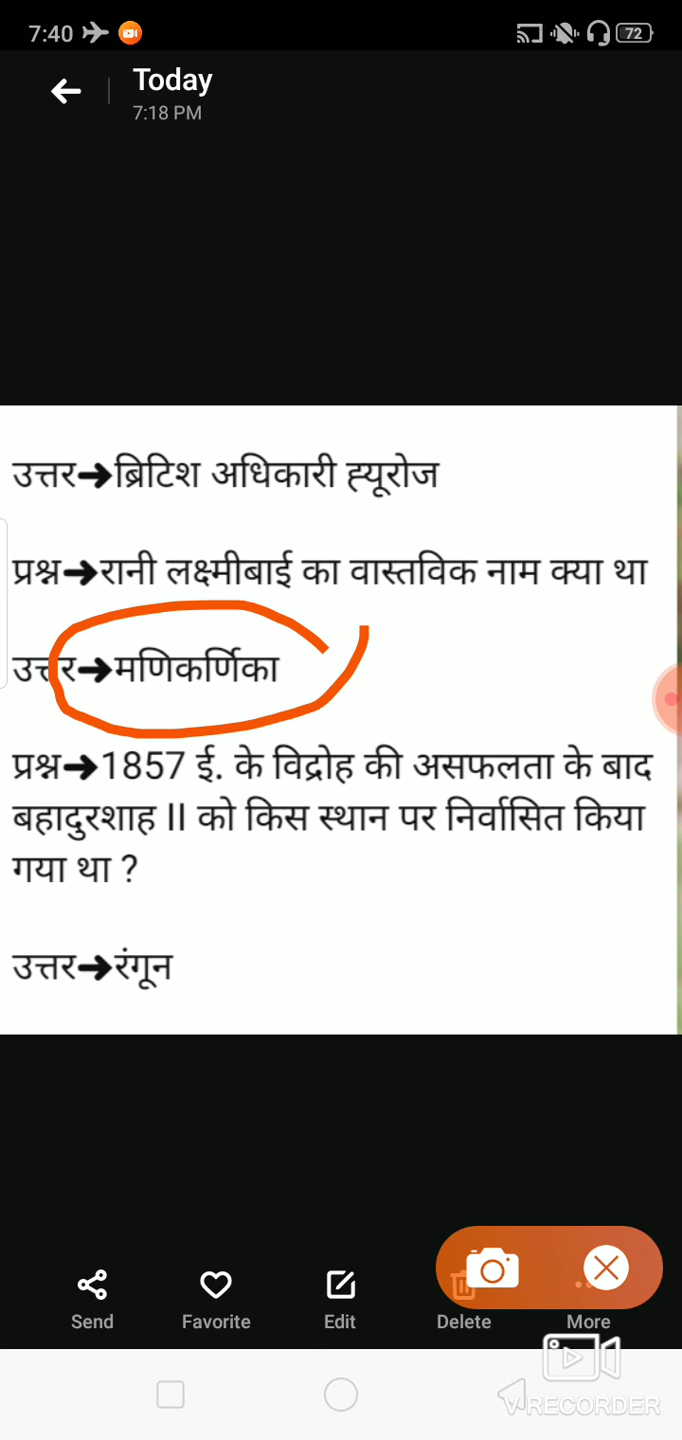 7:40
72
Today
7:18 PM
उत्तर➔ब्रिटिश अधिकारी ह्यूरोज
प्रश्न➔रानी लक्ष्मीबाई का वास्तविक नाम क्या था
उत्तर➔मणिकर्णिका
प्रश्न➔1857 ई. के विद्रोह की असफलता के बाद
बहादुरशाह II को किस स्थान पर निर्वासित किया
गया था ?
उत्तर➔रंगून
Send Favorite Edit Delete More
VRECORDER